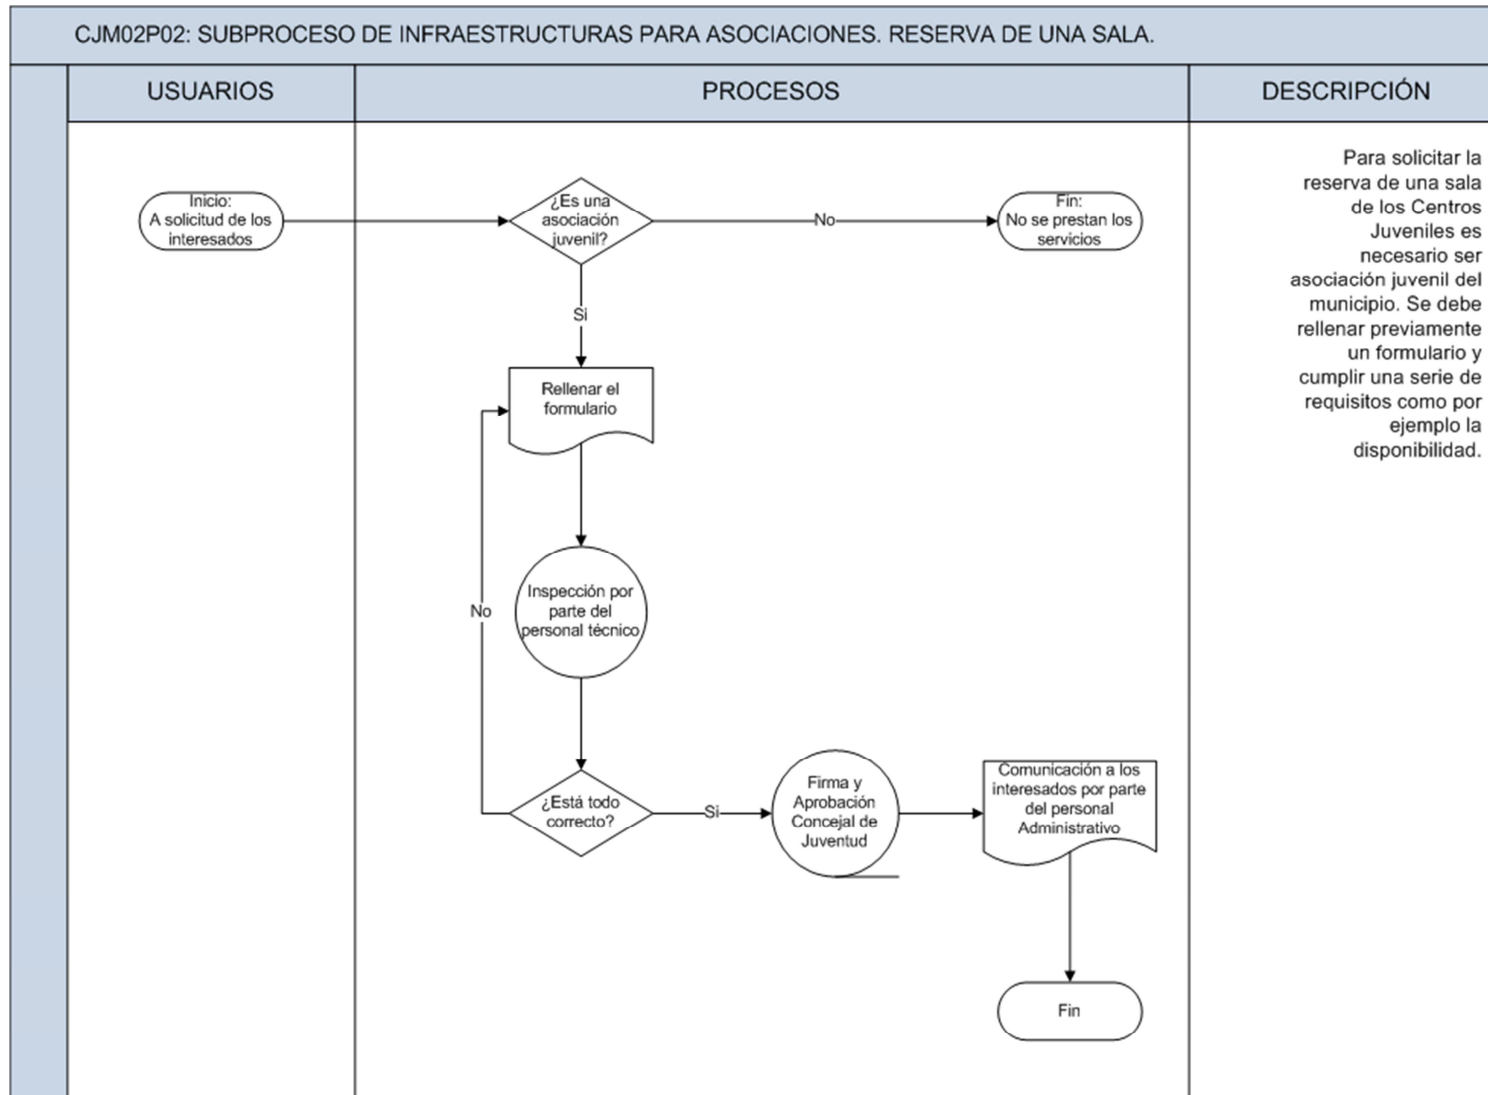 CJM02P02: SUBPROCESO DE INFRAESTRUCTURAS PARA ASOCIACIONES. RESERVA DE UNA SALA.
USUARIOS
PROCESOS
DESCRIPCIÓN
Inicio:
A solicitud de los
interesados
¿Es una
asociación
juvenil?
No
Fin:
No se prestan los
servicios
Si
Rellenar el
formulario
Inspección por
parte del
personal técnico
No
¿Está todo
correcto?
Si
Firma y
Aprobación
Concejal de
Juventud
Comunicación a los
interesados por parte
del personal
Administrativo
Fin
Para solicitar la
reserva de una sala
de los Centros
Juveniles es
necesario ser
asociación juvenil del
municipio. Se debe
rellenar previamente
un formulario y
cumplir una serie de
requisitos como por
ejemplo la
disponibilidad.